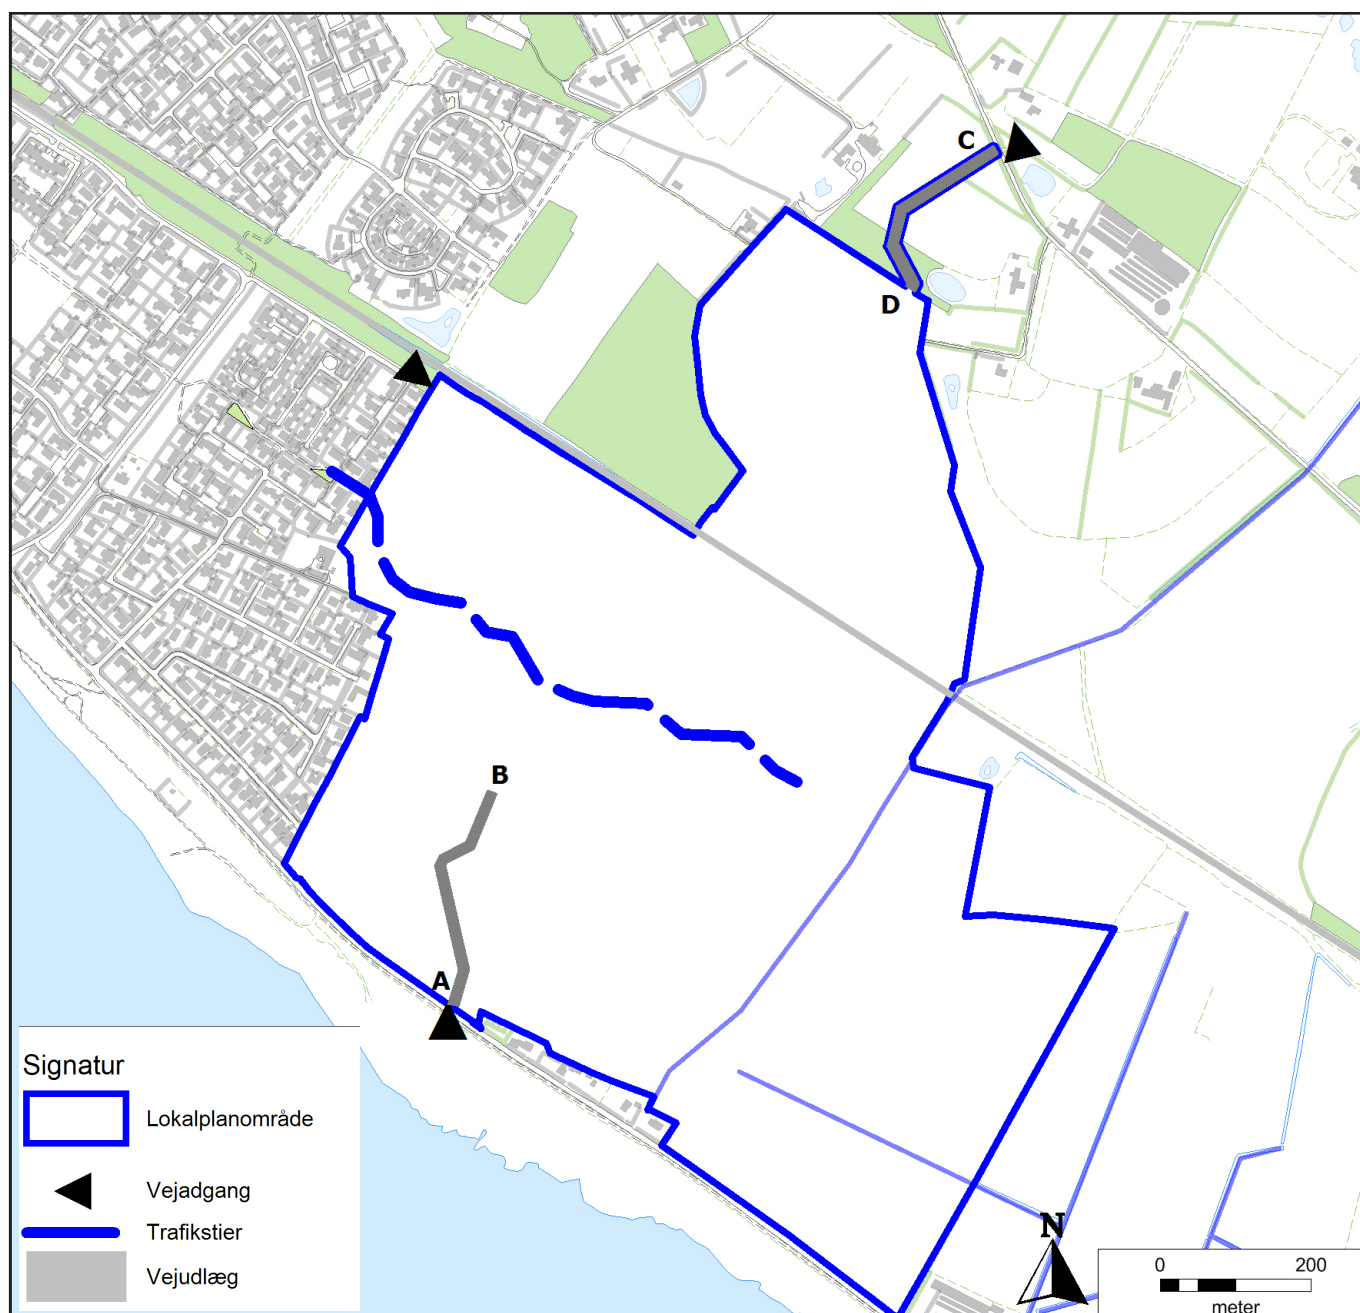 C
D
B
A
Signatur
Lokalplanområde
Vejadgang
Trafikstier
Vejudlæg
N
0 200
meter